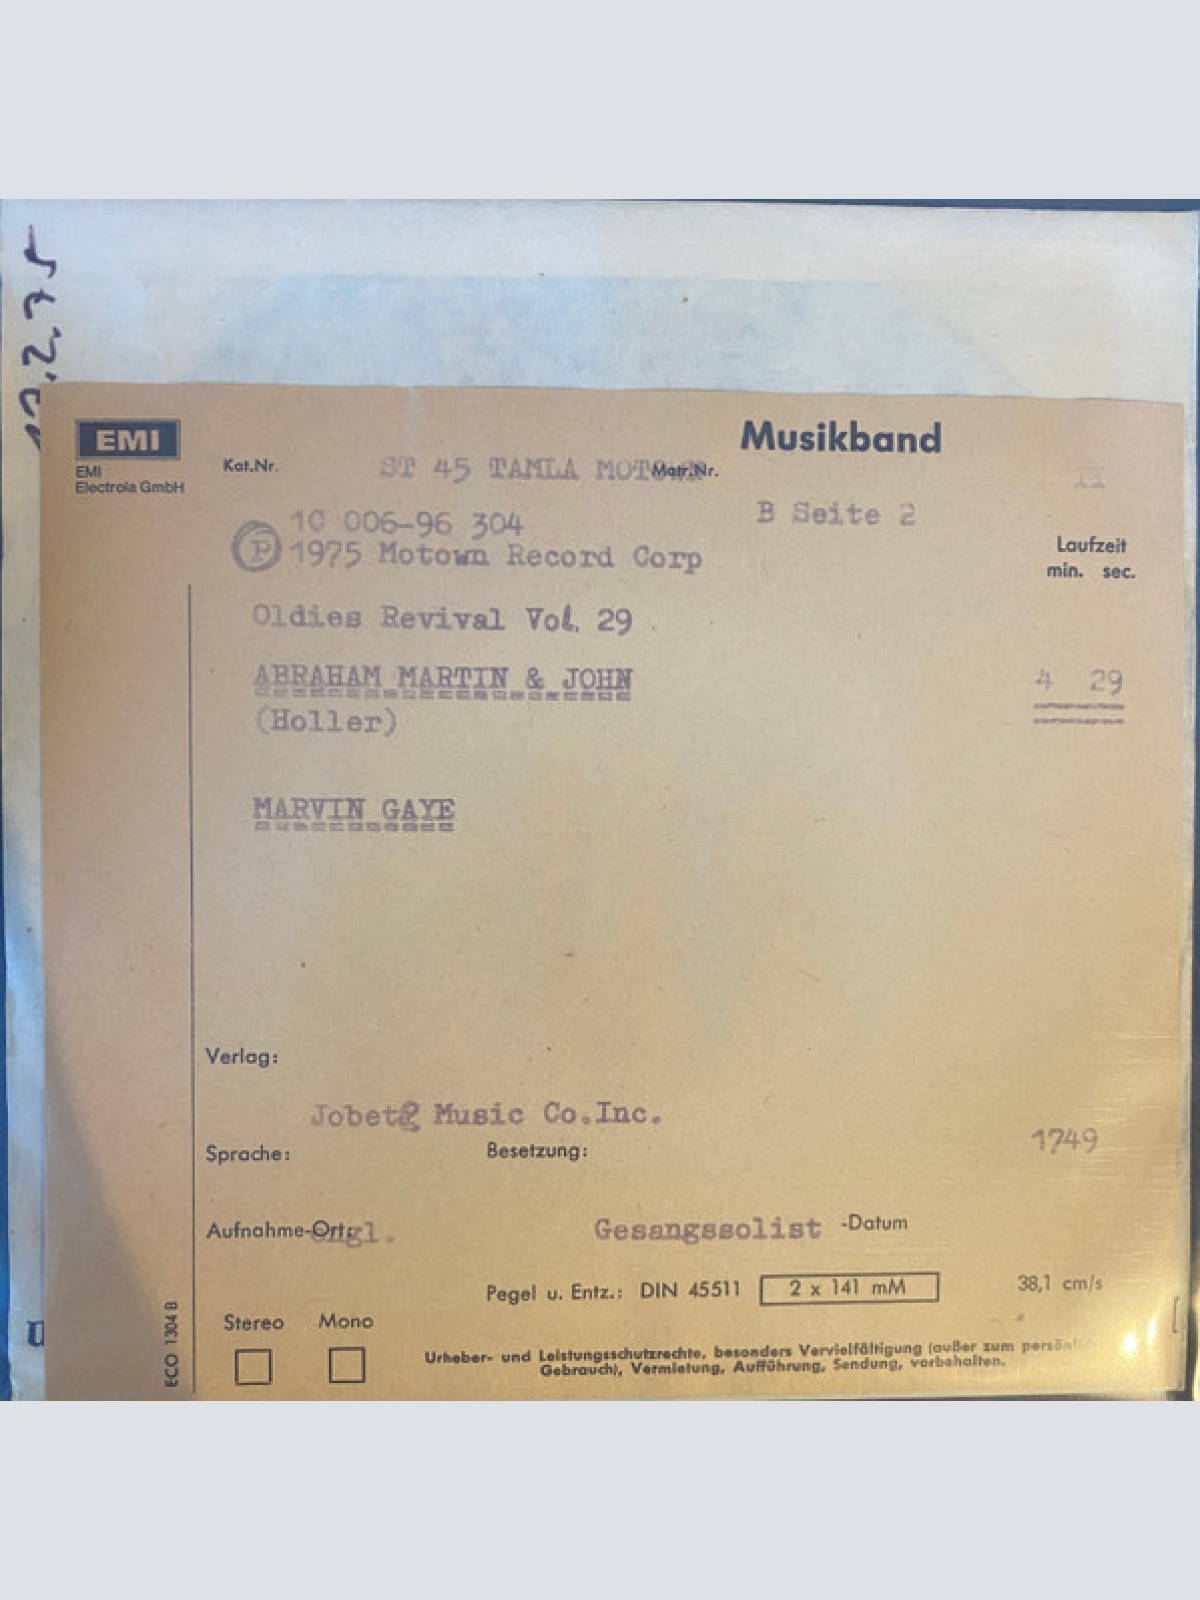 EMI
Musikband
EMI
Electrola GmbH
Kat.Nr.
ST 45 TAMLA MOTOWN
Matr.Nr.
11
1C 006-96 304
B Seite 2
Ⓟ 1975 Motown Record Corp
Laufzeit
min. sec.
Oldies Revival Vol. 29
ABRAHAM MARTIN & JOHN
4 29
(Holler)
MARVIN GAYE
Verlag:
Jobete Music Co.Inc.
1749
Sprache:
Besetzung:
Aufnahme-Ort:
engl.
Gesangssolist
-Datum
Pegel u. Entz.: DIN 45511
2 x 141 mM
38,1 cm/s
Stereo
Mono
ECO 1304 B
Urheber- und Leistungsschutzrechte, besonders Vervielfältigung (außer zum
Gebrauch), Vermietung, Aufführung, Sendung, vorbehalten.